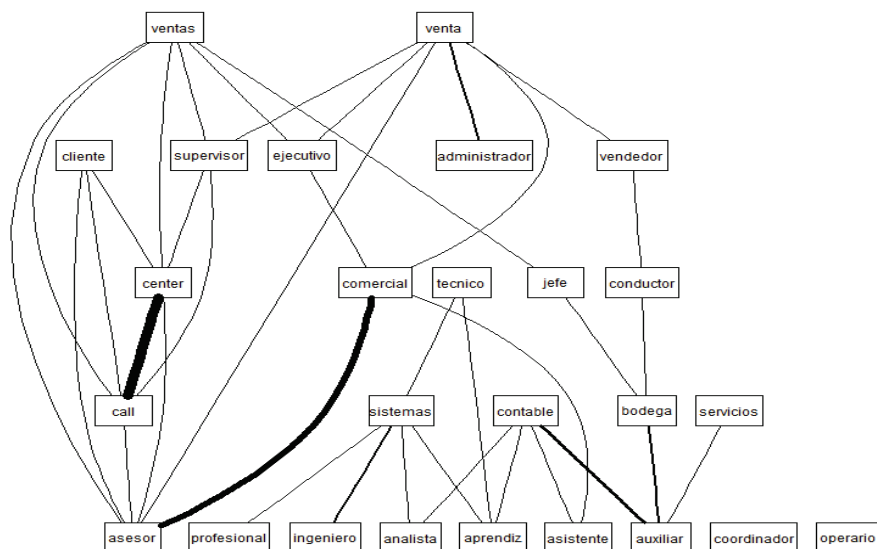 ventas venta
cliente supervisor ejecutivo administrador vendedor
center comercial tecnico jefe conductor
call sistemas contable bodega servicios
asesor profesional ingeniero analista aprendiz asistente auxiliar coordinador operario